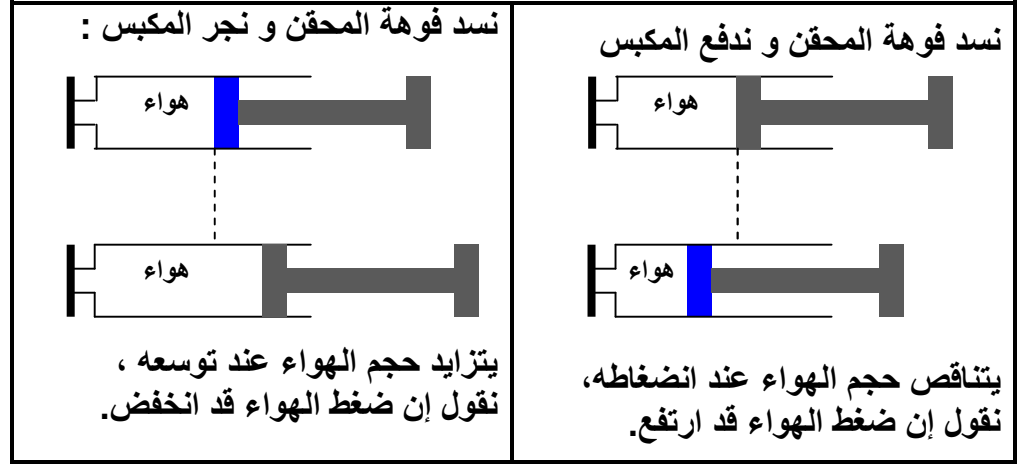 نسد فوهة المحقن و ندفع المكبس
هواء
هواء
يتناقص حجم الهواء عند انضغاطه،
نقول إن ضغط الهواء قد ارتفع.
نسد فوهة المحقن و نجر المكبس :
هواء
هواء
يتزايد حجم الهواء عند توسعه ،
نقول إن ضغط الهواء قد انخفض.